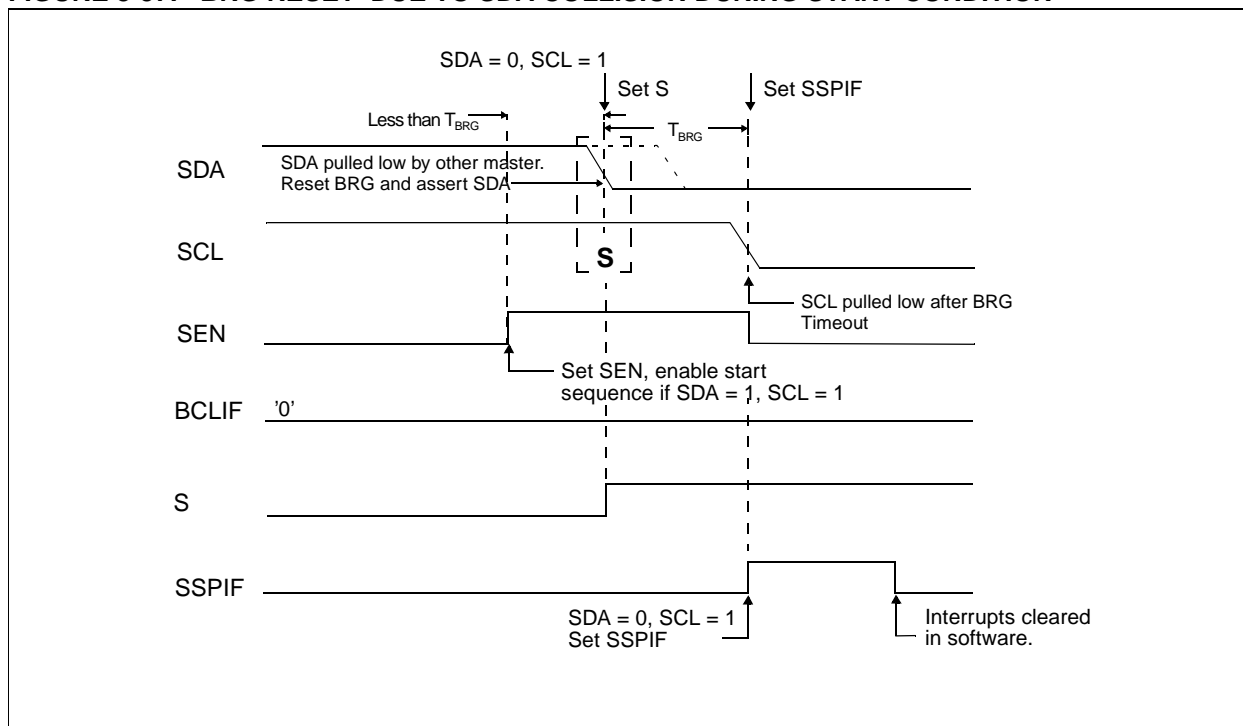 SDA = 0, SCL = 1
Set S
Set SSPIF
Less than TBRG
TBRG
SDA
SDA pulled low by other master.
Reset BRG and assert SDA
SCL
S
SCL pulled low after BRG
Timeout
SEN
Set SEN, enable start
sequence if SDA = 1, SCL = 1
BCLIF
'0'
S
SSPIF
SDA = 0, SCL = 1
Set SSPIF
Interrupts cleared
in software.